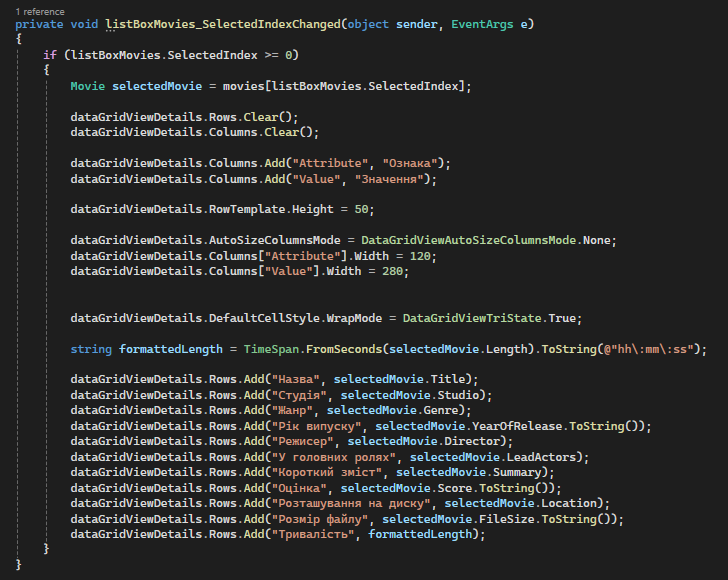 1 reference
private void listBoxMovies_SelectedIndexChanged(object sender, EventArgs e)
{
if (listBoxMovies.SelectedIndex >= 0)
{
Movie selectedMovie = movies[listBoxMovies.SelectedIndex];
dataGridViewDetails.Rows.Clear();
dataGridViewDetails.Columns.Clear();
dataGridViewDetails.Columns.Add("Attribute", "Ознака");
dataGridViewDetails.Columns.Add("Value", "Значення");
dataGridViewDetails.RowTemplate.Height = 50;
dataGridViewDetails.AutoSizeColumnsMode = DataGridViewAutoSizeColumnsMode.None;
dataGridViewDetails.Columns["Attribute"].Width = 120;
dataGridViewDetails.Columns["Value"].Width = 280;
dataGridViewDetails.DefaultCellStyle.WrapMode = DataGridViewTriState.True;
string formattedLength = TimeSpan.FromSeconds(selectedMovie.Length).ToString(@"hh\:mm\:ss");
dataGridViewDetails.Rows.Add("Назва", selectedMovie.Title);
dataGridViewDetails.Rows.Add("Студія", selectedMovie.Studio);
dataGridViewDetails.Rows.Add("Жанр", selectedMovie.Genre);
dataGridViewDetails.Rows.Add("Рік випуску", selectedMovie.YearOfRelease.ToString());
dataGridViewDetails.Rows.Add("Режисер", selectedMovie.Director);
dataGridViewDetails.Rows.Add("У головних ролях", selectedMovie.LeadActors);
dataGridViewDetails.Rows.Add("Короткий зміст", selectedMovie.Summary);
dataGridViewDetails.Rows.Add("Оцінка", selectedMovie.Score.ToString());
dataGridViewDetails.Rows.Add("Розташування на диску", selectedMovie.Location);
dataGridViewDetails.Rows.Add("Розмір файлу", selectedMovie.FileSize.ToString());
dataGridViewDetails.Rows.Add("Тривалість", formattedLength);
}
}